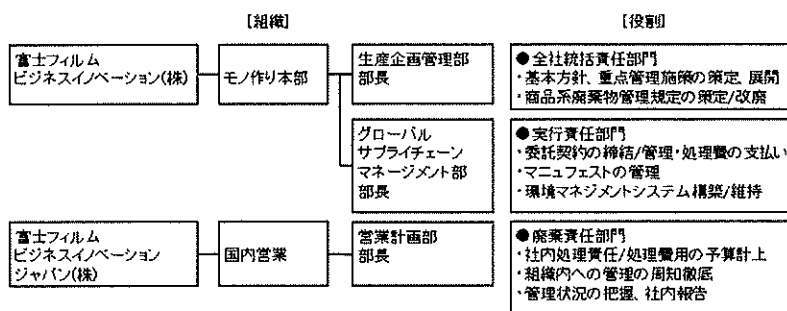 【組織】
【役割】
富士フィルム
ビジネスイノベーション(株)
モノ作り本部
生産企画管理部
部長
●全社統括責任部門
・基本方針、重点管理施策の策定、展開
・商品系廃棄物管理規定の策定/改廃
グローバル
サプライチェーン
マネージメント部
部長
●実行責任部門
・委託契約の締結/管理・処理費の支払い
・マニュフェストの管理
・環境マネジメントシステム構築/維持
富士フィルム
ビジネスイノベーション
ジャパン(株)
国内営業
営業計画部
部長
●廃棄責任部門
・社内処理責任/処理費用の予算計上
・組織内への管理の周知徹底
・管理状況の把握、社内報告